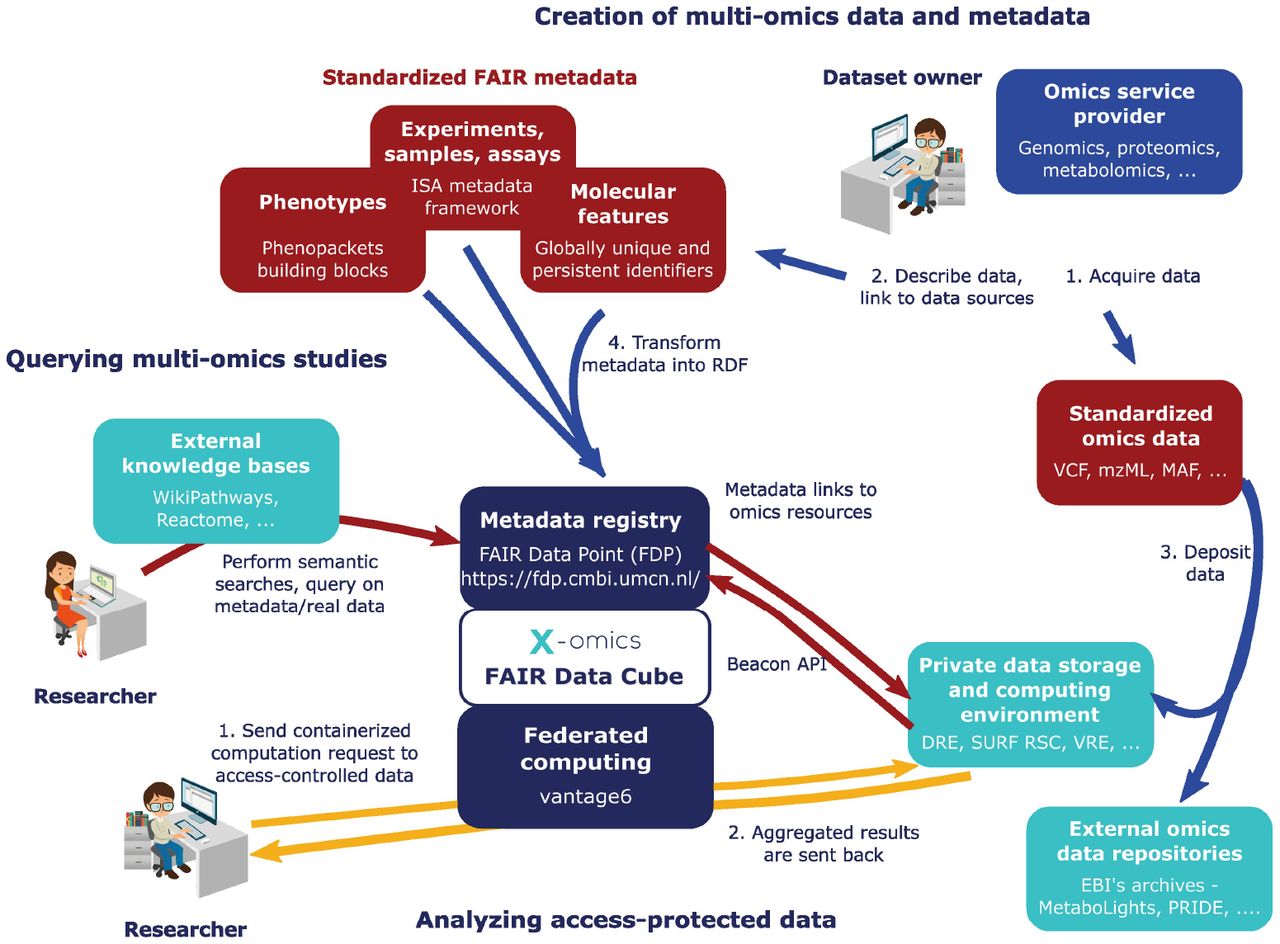 Creation of multi-omics data and metadata
Standardized FAIR metadata
Experiments,
samples, assays
ISA metadata
framework
Phenotypes
Phenopackets
building blocks
Molecular
features
Globally unique and
persistent identifiers
Dataset owner
Omics service
provider
Genomics, proteomics,
metabolomics, ...
2. Describe data,
link to data sources
1. Acquire data
4. Transform
metadata into RDF
Standardized
omics data
VCF, mzML, MAF, ...
3. Deposit
data
Querying multi-omics studies
External
knowledge bases
WikiPathways,
Reactome, ...
Perform semantic
searches, query on
metadata/real data
Researcher
Metadata registry
FAIR Data Point (FDP)
https://fdp.cmbi.umcn.nl/
X-omics
FAIR Data Cube
Federated
computing
vantage6
Metadata links to
omics resources
Beacon API
Private data storage
and computing
environment
DRE, SURF RSC, VRE, ...
External omics
data repositories
EBI's archives -
MetaboLights, PRIDE, ....
1. Send containerized
computation request to
access-controlled data
2. Aggregated results
are sent back
Researcher
Analyzing access-protected data